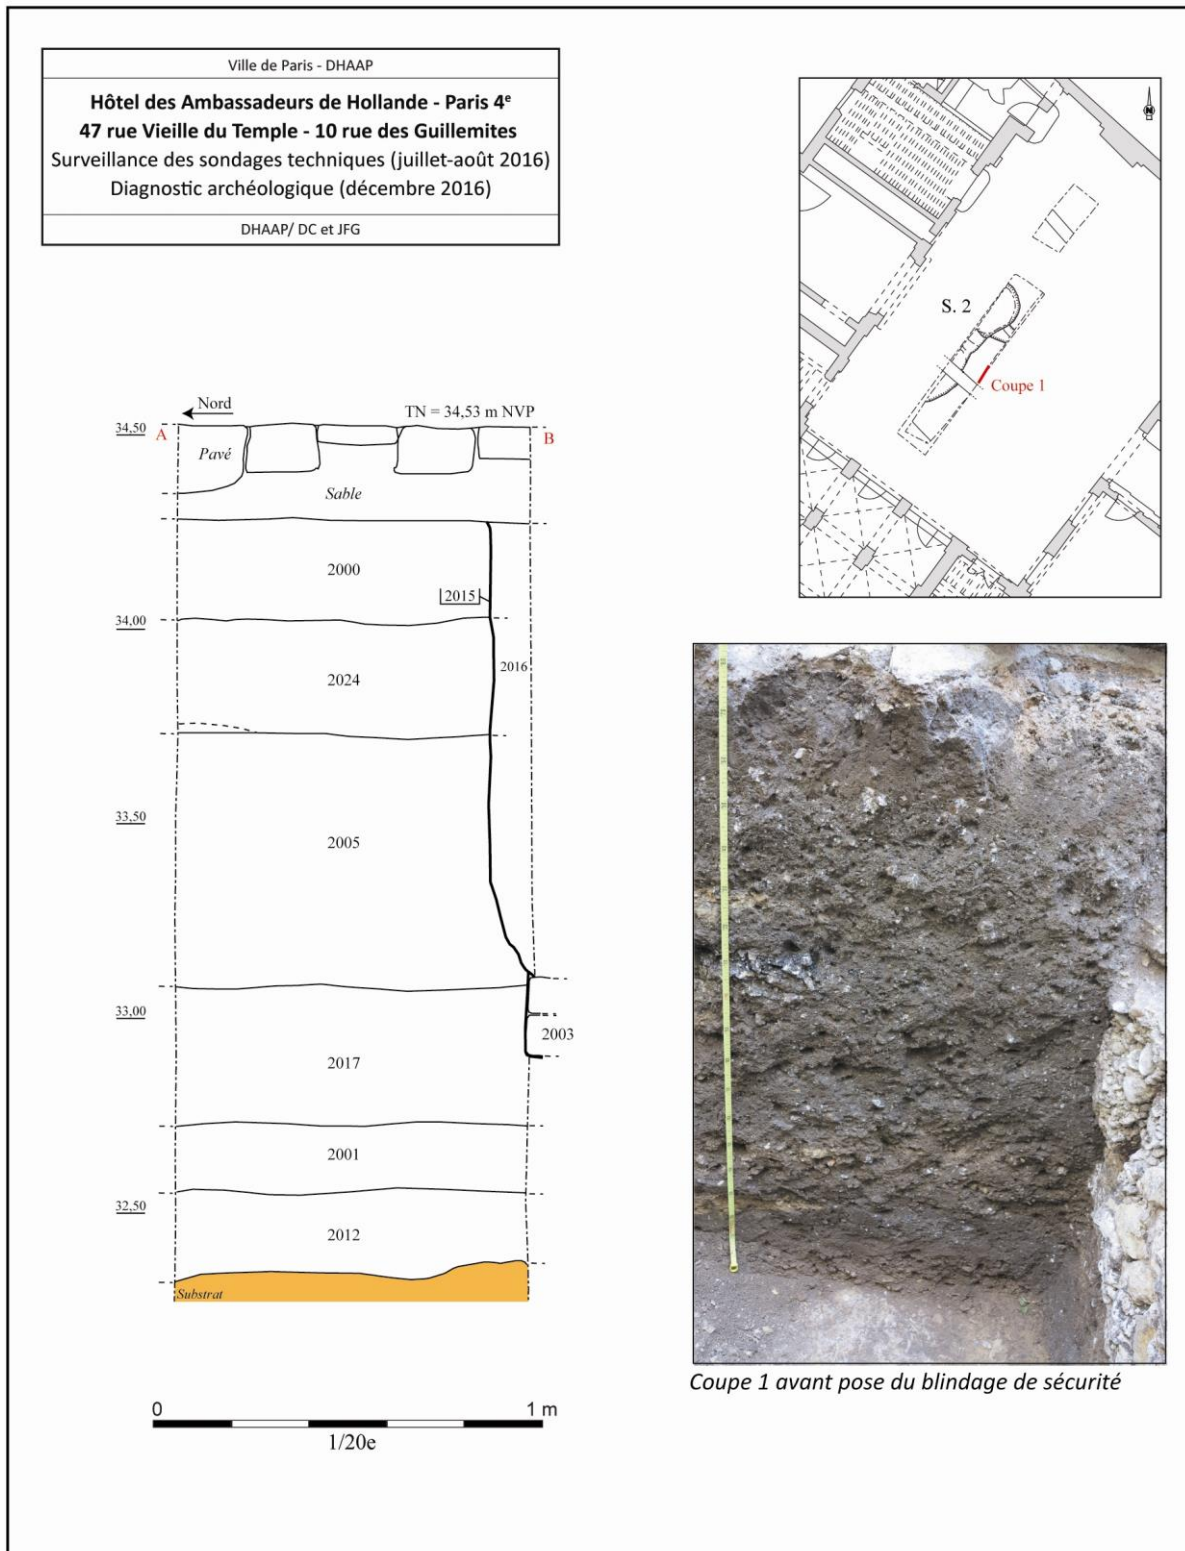 Ville de Paris - DHAAP
Hôtel des Ambassadeurs de Hollande - Paris 4e
47 rue Vieille du Temple - 10 rue des Guillemites
Surveillance des sondages techniques (juillet-août 2016)
Diagnostic archéologique (décembre 2016)
DHAAP/ DC et JFG
N
S. 2
Coupe 1
Nord
TN = 34,53 m NVP
34,50
A
B
Pavé
Sable
2000
2015
34,00
2016
2024
33,50
2005
33,00
2003
2017
2001
32,50
2012
Substrat
0
1 m
1/20e
Coupe 1 avant pose du blindage de sécurité